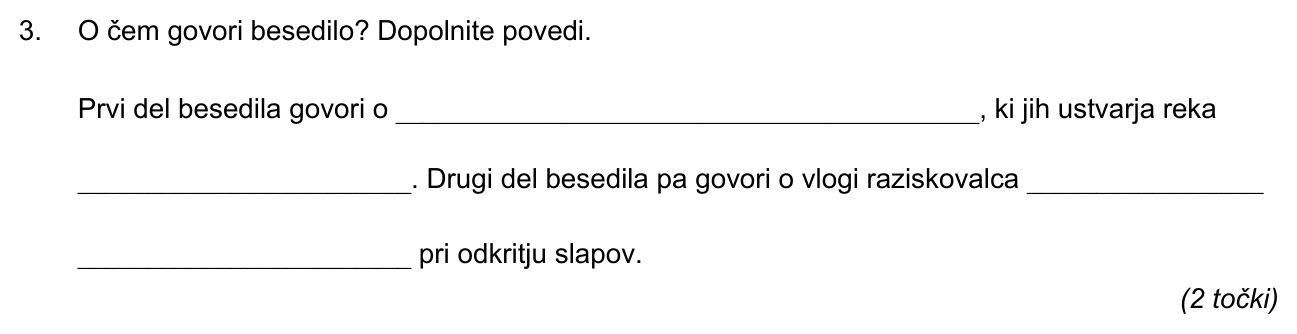 3. O čem govori besedilo? Dopolnite povedi.
Prvi del besedila govori o ______________________________________, ki jih ustvarja reka
______________________. Drugi del besedila pa govori o vlogi raziskovalca ________________
______________________ pri odkritju slapov.
(2 točki)